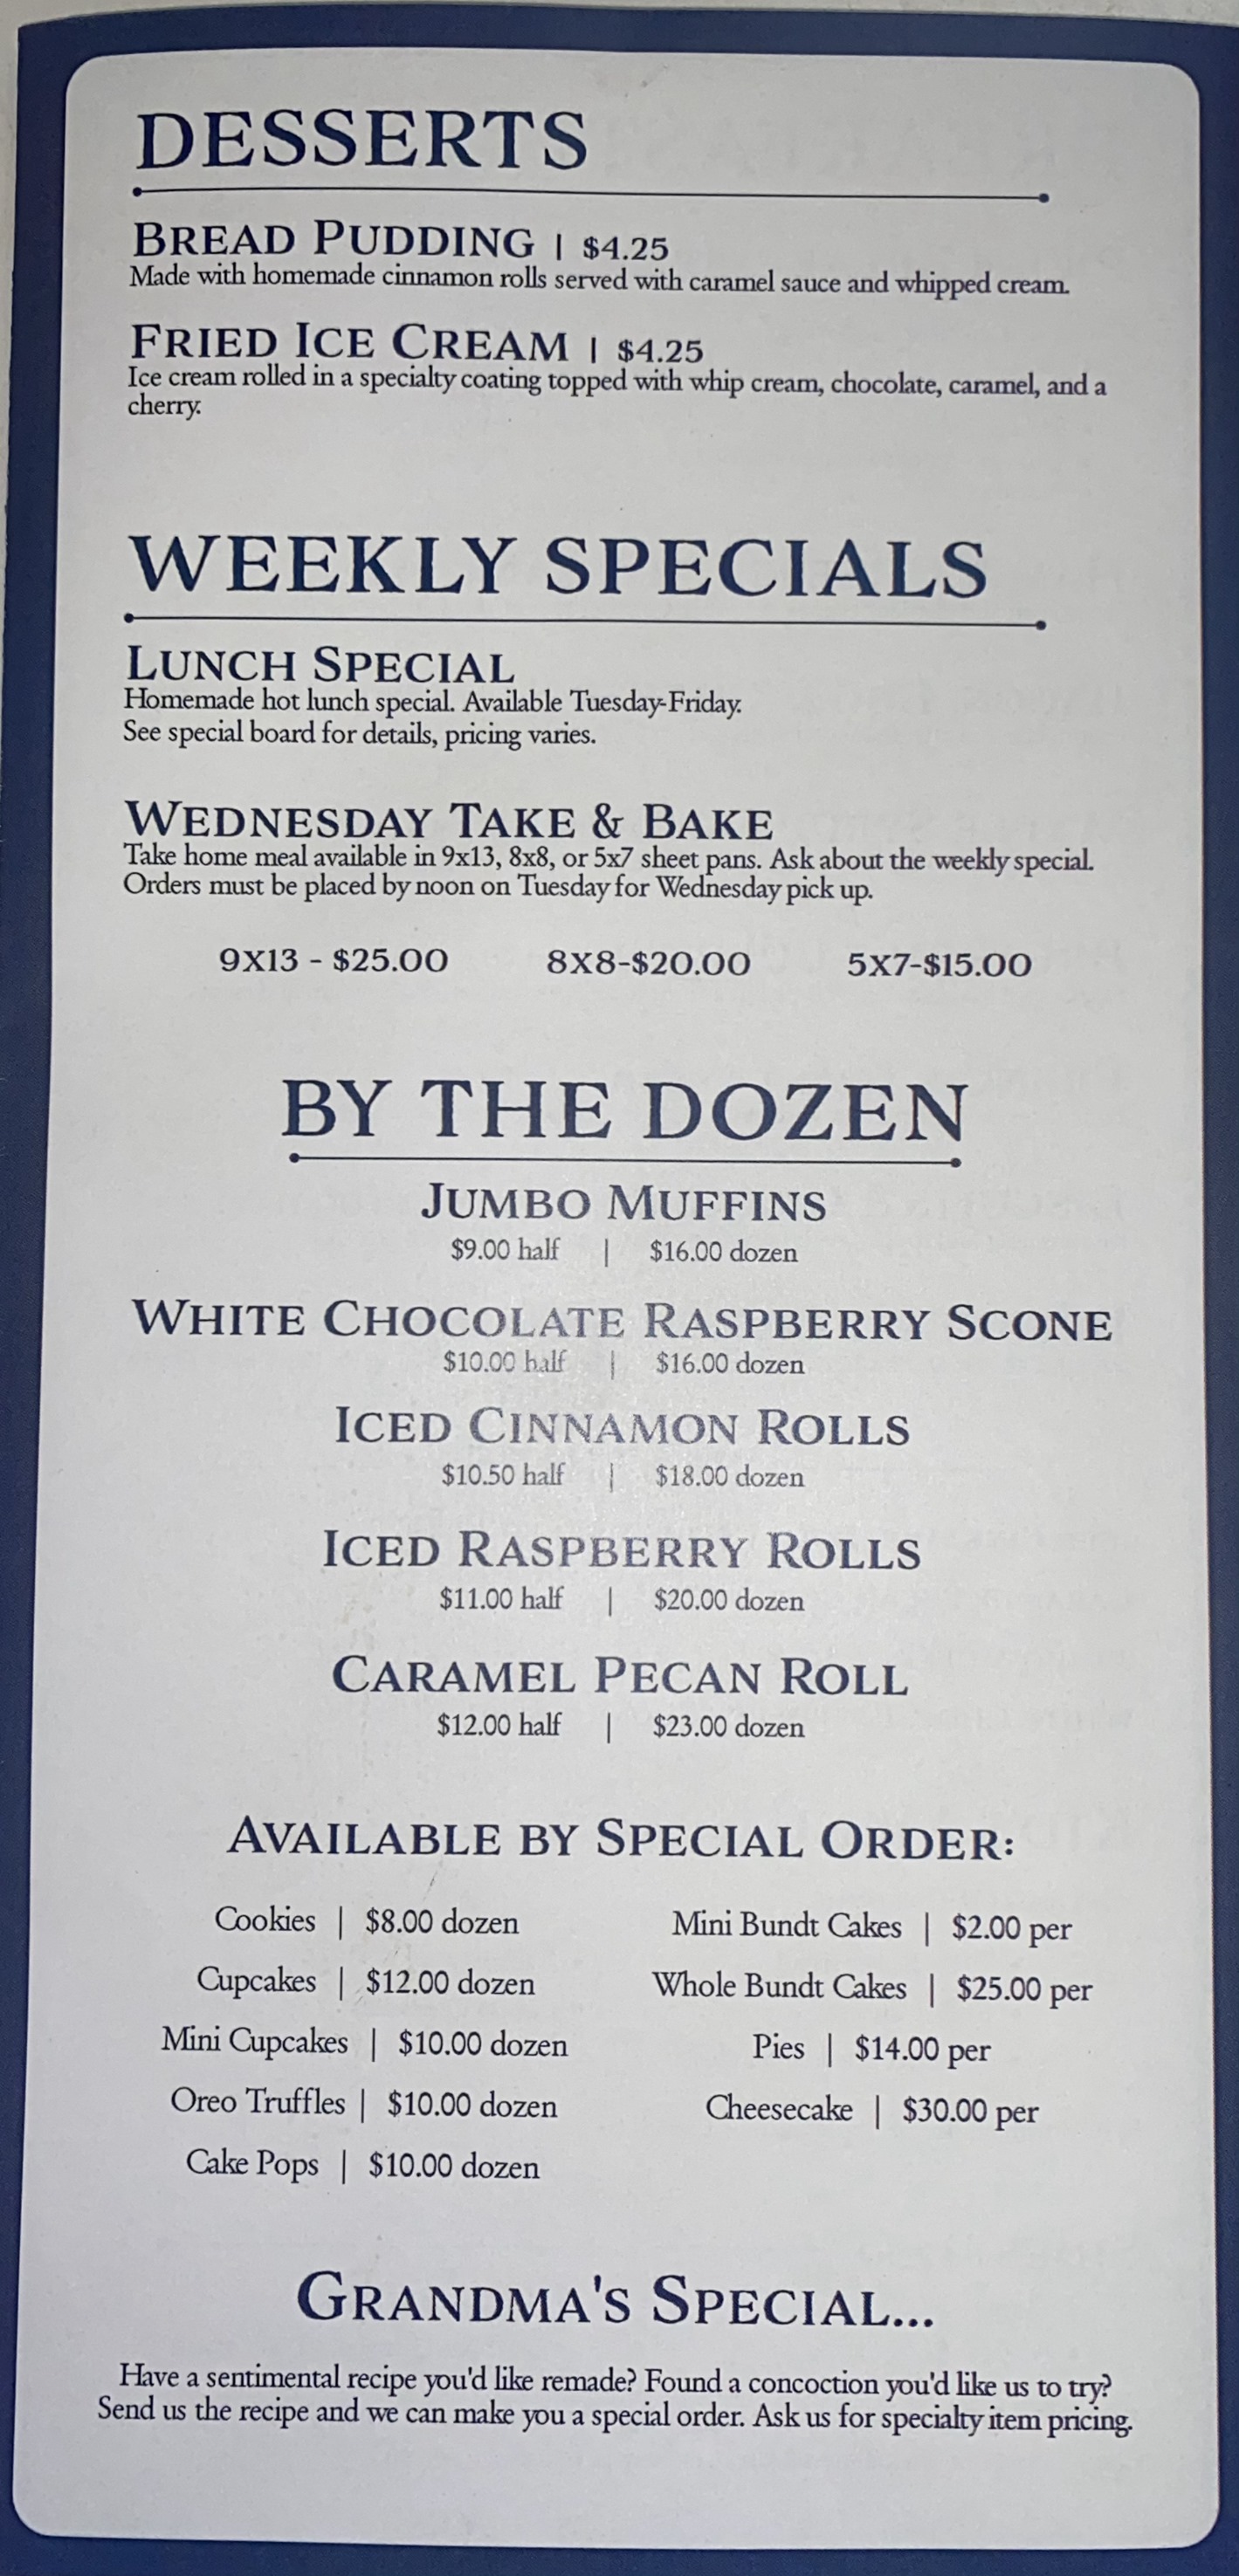 DESSERTS
BREAD PUDDING | $4.25
Made with homemade cinnamon rolls served with caramel sauce and whipped cream.
FRIED ICE CREAM | $4.25
Ice cream rolled in a specialty coating topped with whip cream, chocolate, caramel, and a
cherry.
WEEKLY SPECIALS
LUNCH SPECIAL
Homemade hot lunch special. Available Tuesday-Friday.
See special board for details, pricing varies.
WEDNESDAY TAKE & BAKE
Take home meal available in 9x13, 8x8, or 5x7 sheet pans. Ask about the weekly special.
Orders must be placed by noon on Tuesday for Wednesday pick up.
9X13 - $25.00 8X8-$20.00 5X7-$15.00
BY THE DOZEN
JUMBO MUFFINS
$9.00 half | $16.00 dozen
WHITE CHOCOLATE RASPBERRY SCONE
$10.00 half | $16.00 dozen
ICED CINNAMON ROLLS
$10.50 half | $18.00 dozen
ICED RASPBERRY ROLLS
$11.00 half | $20.00 dozen
CARAMEL PECAN ROLL
$12.00 half | $23.00 dozen
AVAILABLE BY SPECIAL ORDER:
Cookies | $8.00 dozen
Cupcakes | $12.00 dozen
Mini Cupcakes | $10.00 dozen
Oreo Truffles | $10.00 dozen
Cake Pops | $10.00 dozen
Mini Bundt Cakes | $2.00 per
Whole Bundt Cakes | $25.00 per
Pies | $14.00 per
Cheesecake | $30.00 per
GRANDMA'S SPECIAL...
Have a sentimental recipe you'd like remade? Found a concoction you'd like us to try?
Send us the recipe and we can make you a special order. Ask us for specialty item pricing.